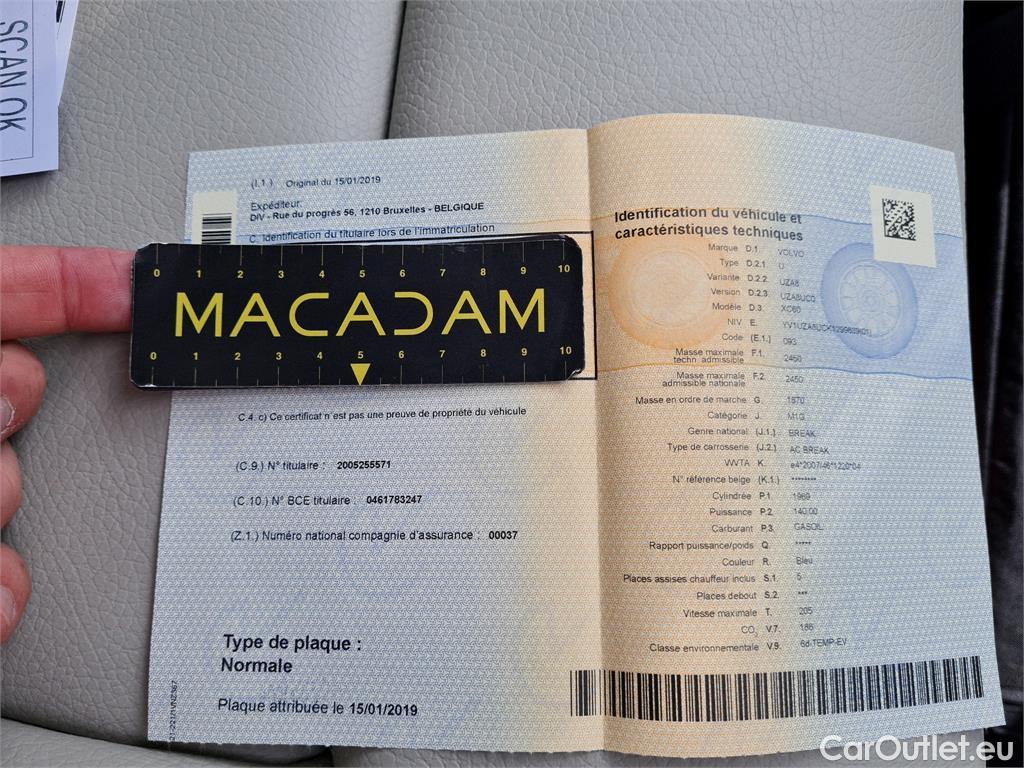 SCAN OK
(I.1.) Original du 15/01/2019
Expéditeur:
DIV - Rue du progrès 56, 1210 Bruxelles - BELGIQUE
C. Identification du titulaire lors de l'immatriculation
0 1 2 3 4 5 6 7 8 9 10
MACADAM
0 1 2 3 4 5 6 7 8 9 10
C.4. c) Ce certificat n'est pas une preuve de propriété du véhicule
(C.9.) N° titulaire : 2005255571
(C.10.) N° BCE titulaire : 0461783247
(Z.1.) Numéro national compagnie d'assurance : 00037
Type de plaque :
Normale
Plaque attribuée le 15/01/2019
Identification du véhicule et
caractéristiques techniques
Marque D.1. VOLVO
Type D.2.1. U
Variante D.2.2. UZA8
Version D.2.3. UZA8UC0
Modèle D.3. XC60
NIV E.
Code (E.1.) 093
Masse maximale F.1. 2450
techn. admissible
Masse maximale F.2. 2450
admissible nationale
Masse en ordre de marche G. 1870
Catégorie J. M1G
Genre national (J.1.) BREAK
Type de carrosserie (J.2.) AC BREAK
WVTA K. e4*2007/46*1220*04
N° référence belge (K.1.) ********
Cylindrée P.1. 1969
Puissance P.2. 140.00
Carburant P.3. GASOIL
Rapport puissance/poids Q. *****
Couleur R. Bleu
Places assises chauffeur inclus S.1. 5
Places debout S.2. ***
Vitesse maximale T. 205
CO₂ V.7. 186
Classe environnementale V.9. 6d-TEMP-EV
CarOutlet.eu